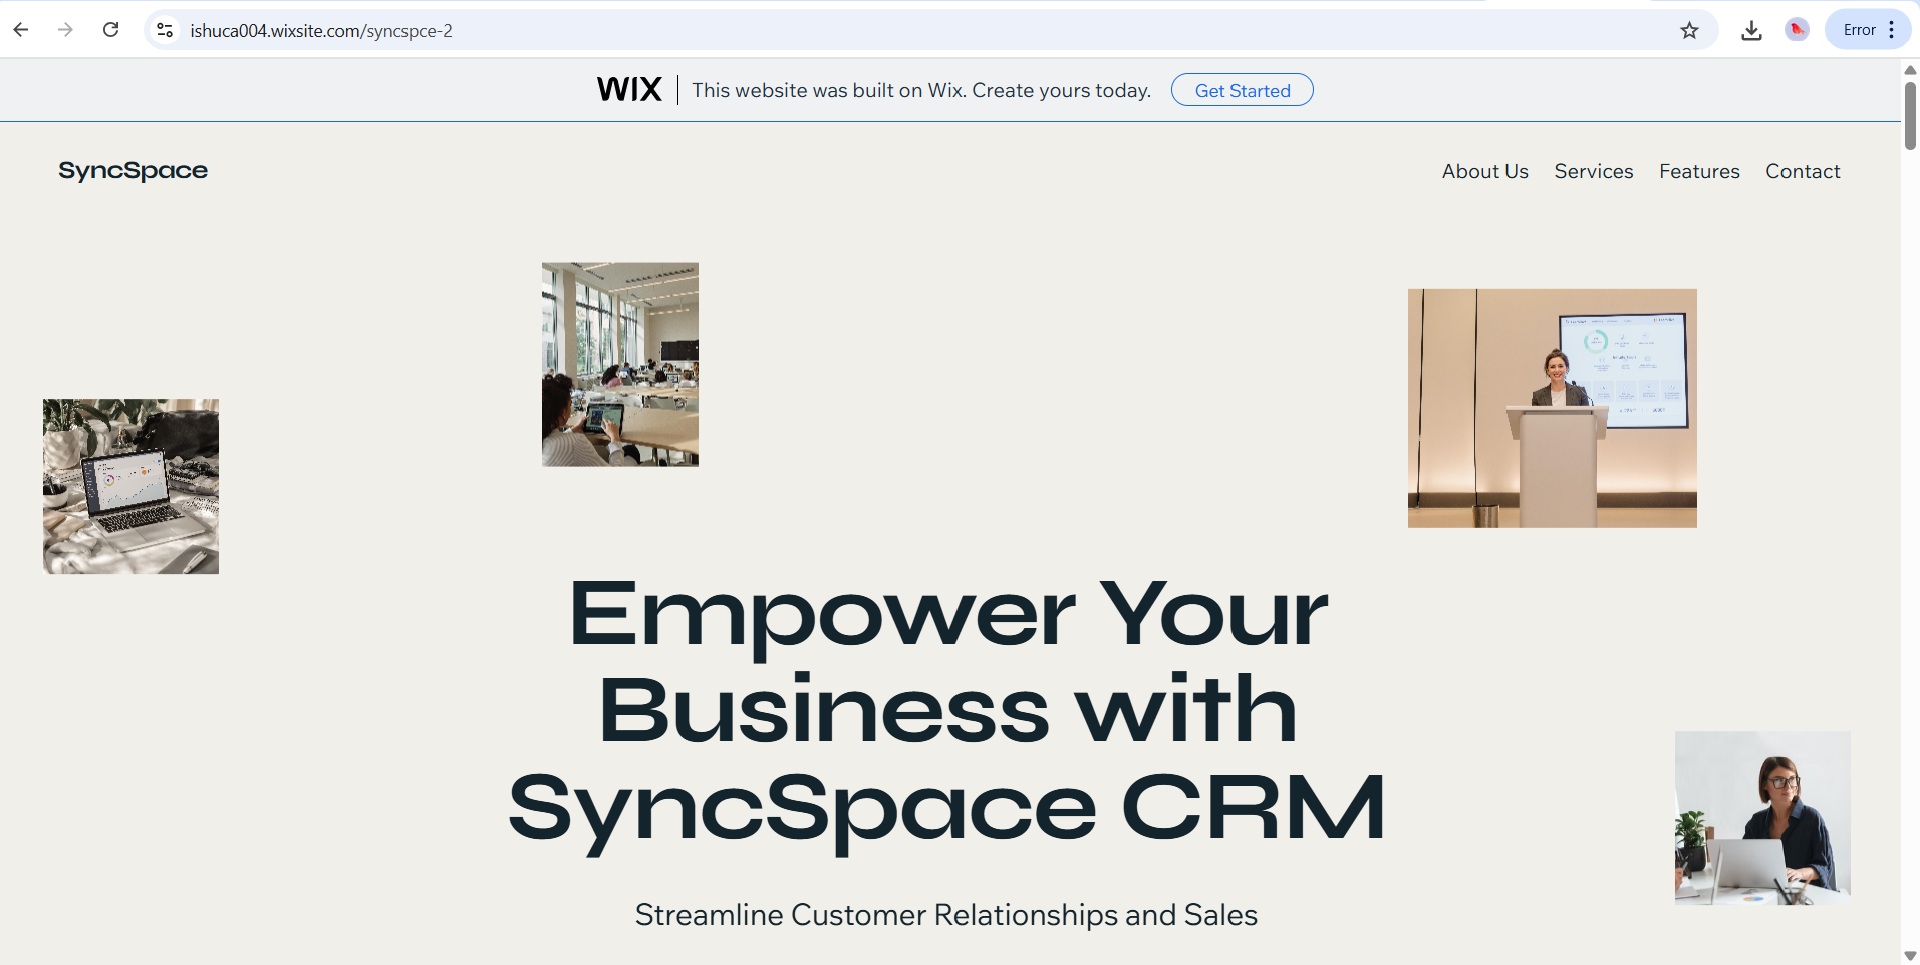 ishuca004.wixsite.com/syncspce-2
Error
WIX
This website was built on Wix. Create yours today.
Get Started
SyncSpace
About Us
Services
Features
Contact
Empower Your
Business with
SyncSpace CRM
Streamline Customer Relationships and Sales